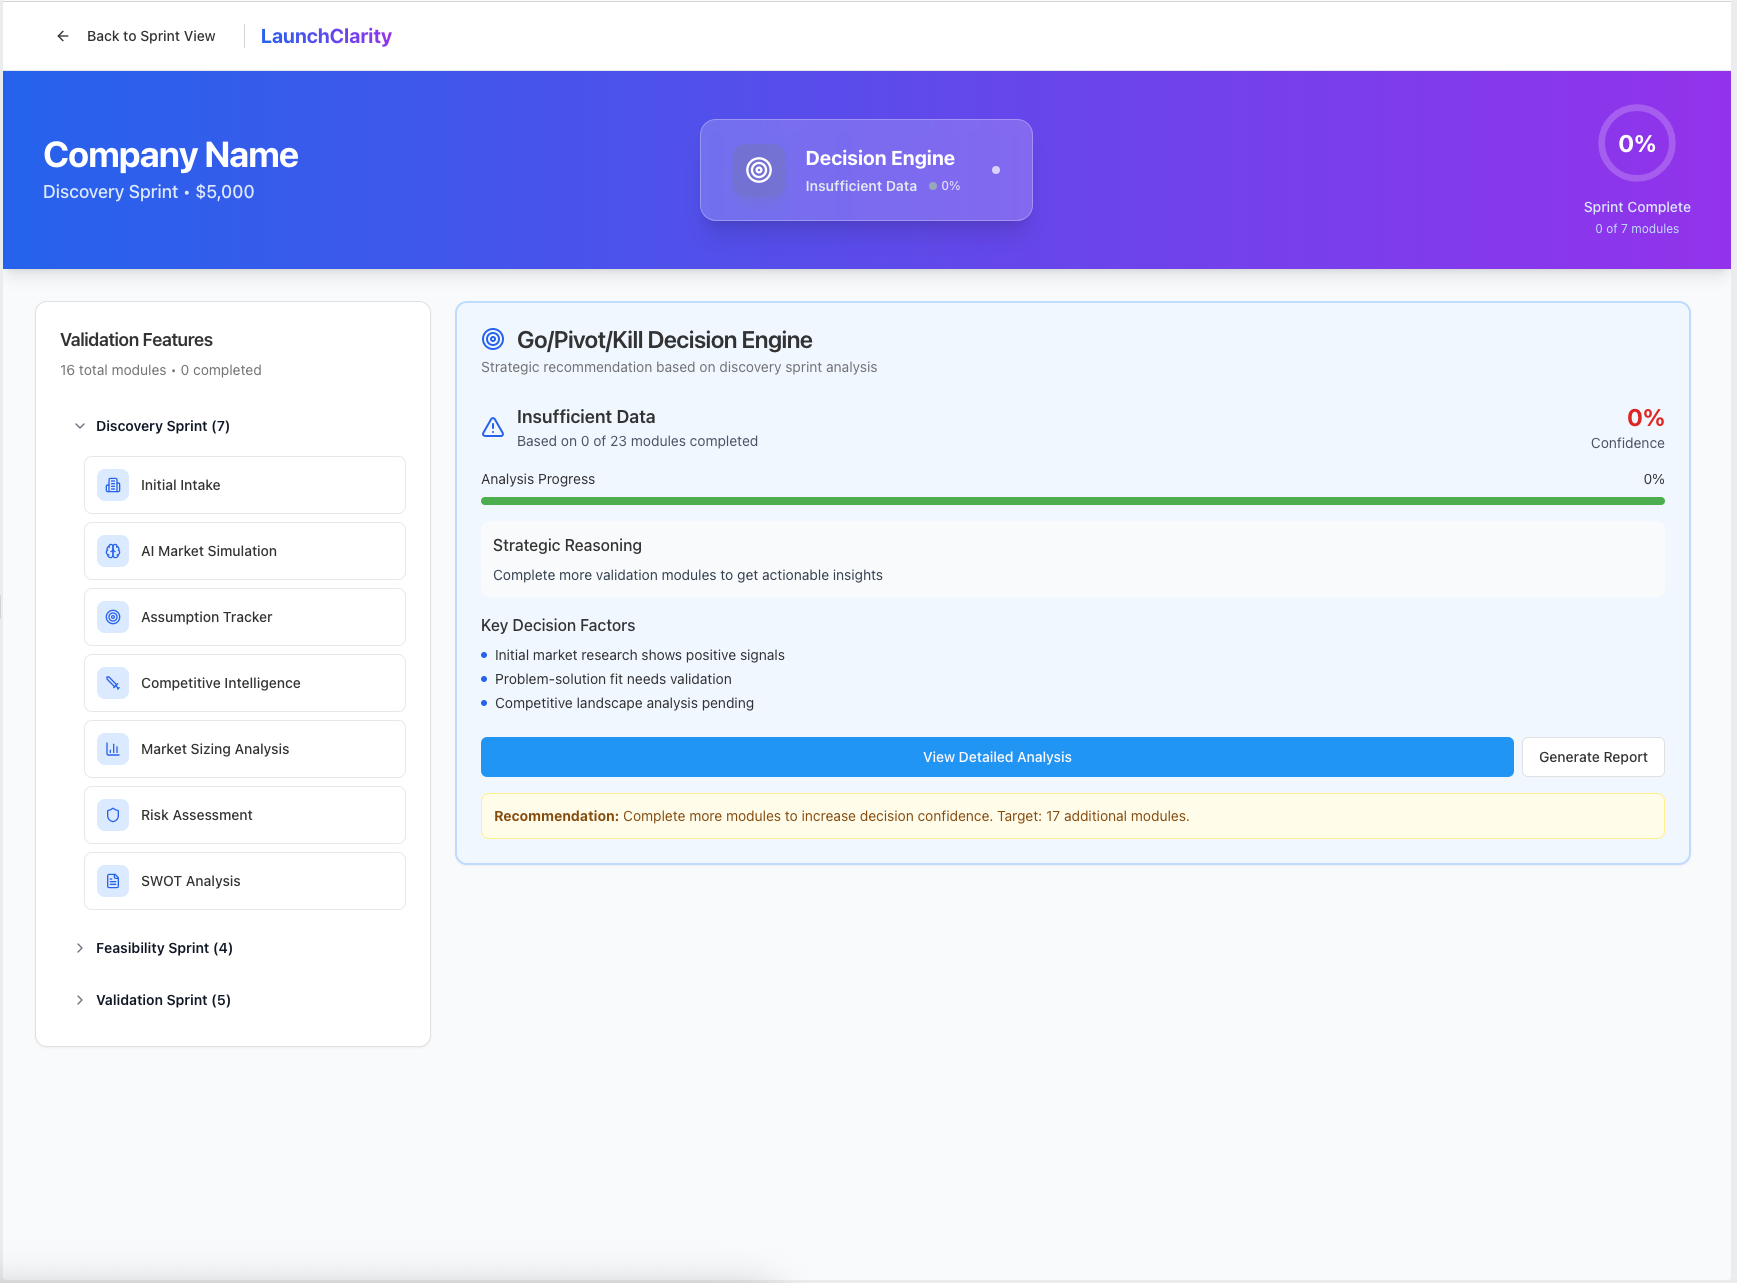 Back to Sprint View
LaunchClarity
Company Name
Discovery Sprint • $5,000
Decision Engine
Insufficient Data 0%
0%
Sprint Complete
0 of 7 modules
Validation Features
16 total modules • 0 completed
Discovery Sprint (7)
Initial Intake
AI Market Simulation
Assumption Tracker
Competitive Intelligence
Market Sizing Analysis
Risk Assessment
SWOT Analysis
Feasibility Sprint (4)
Validation Sprint (5)
Go/Pivot/Kill Decision Engine
Strategic recommendation based on discovery sprint analysis
Insufficient Data
Based on 0 of 23 modules completed
0%
Confidence
Analysis Progress
0%
Strategic Reasoning
Complete more validation modules to get actionable insights
Key Decision Factors
Initial market research shows positive signals
Problem-solution fit needs validation
Competitive landscape analysis pending
View Detailed Analysis
Generate Report
Recommendation: Complete more modules to increase decision confidence. Target: 17 additional modules.